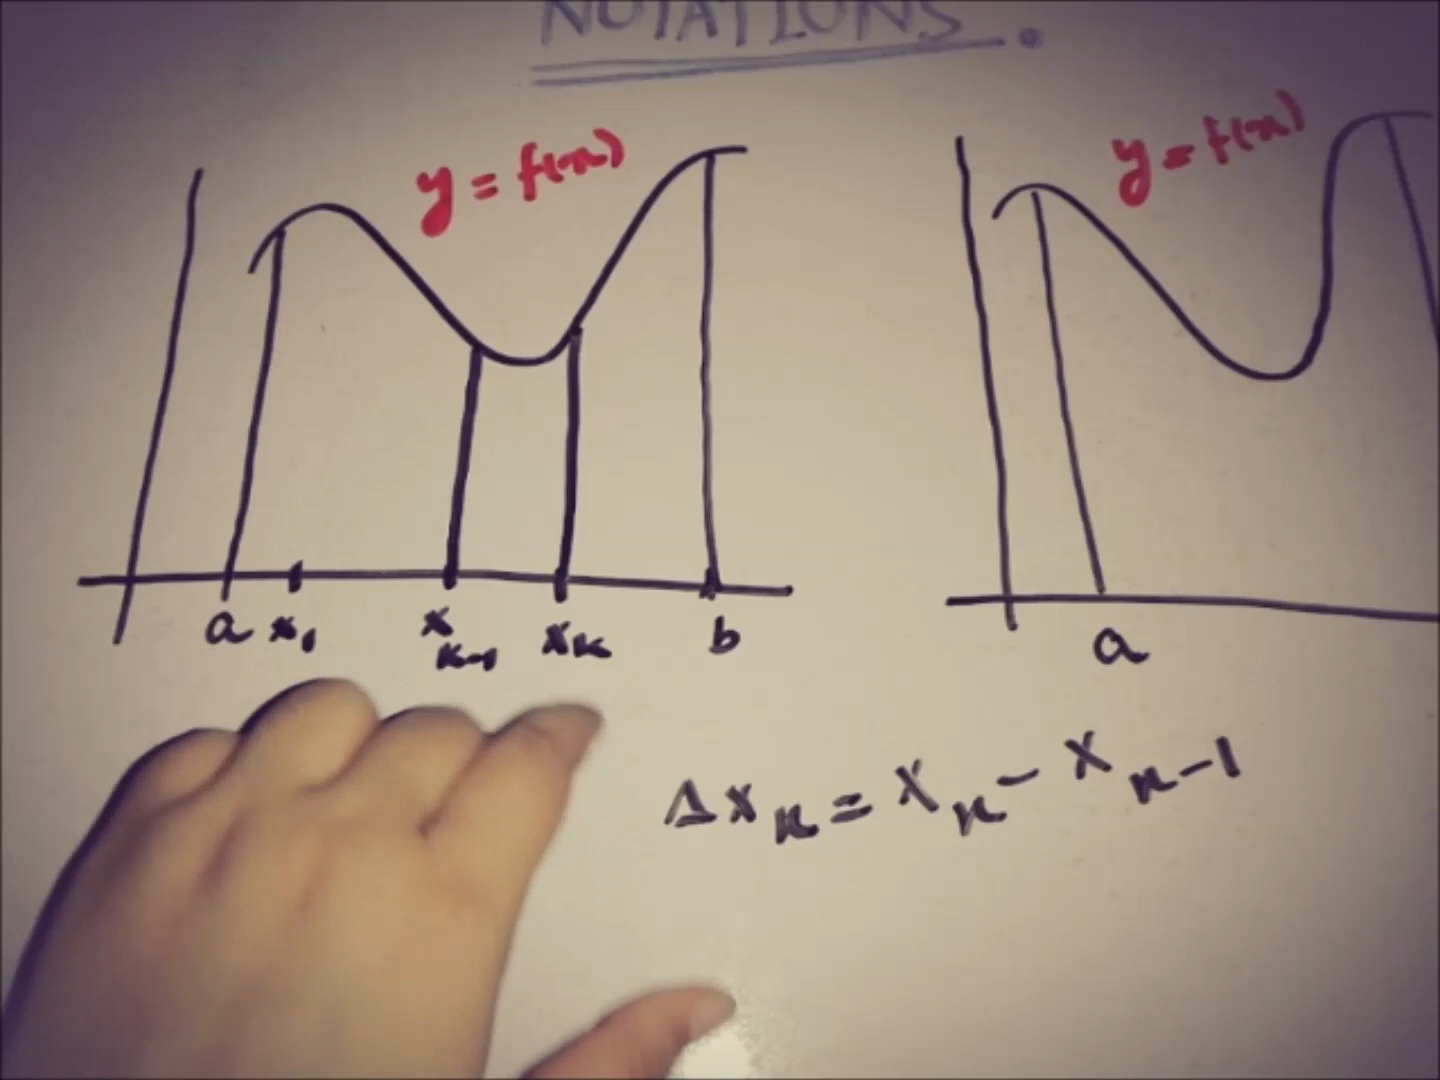 NOTATIONS.
y = f(x)
y = f(x)
a x₁ xₖ₋₁ xₖ b
a
Δxₖ = xₖ - xₖ₋₁